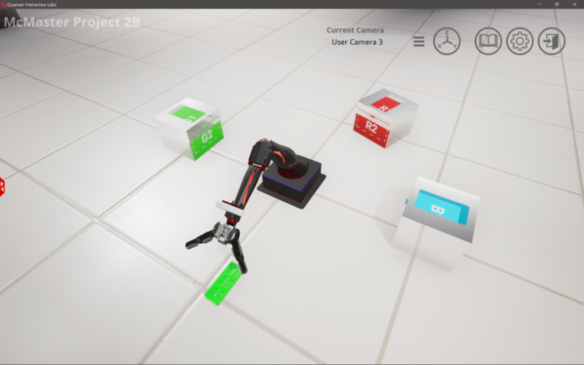 Quanser Interactive Labs
McMaster Project 2B
Current Camera
User Camera 3
G2
R2
B